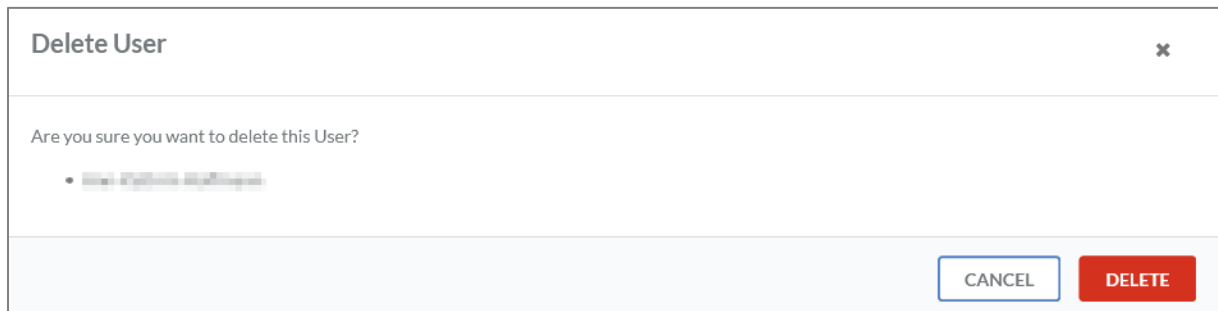 Delete User
Are you sure you want to delete this User?
CANCEL
DELETE